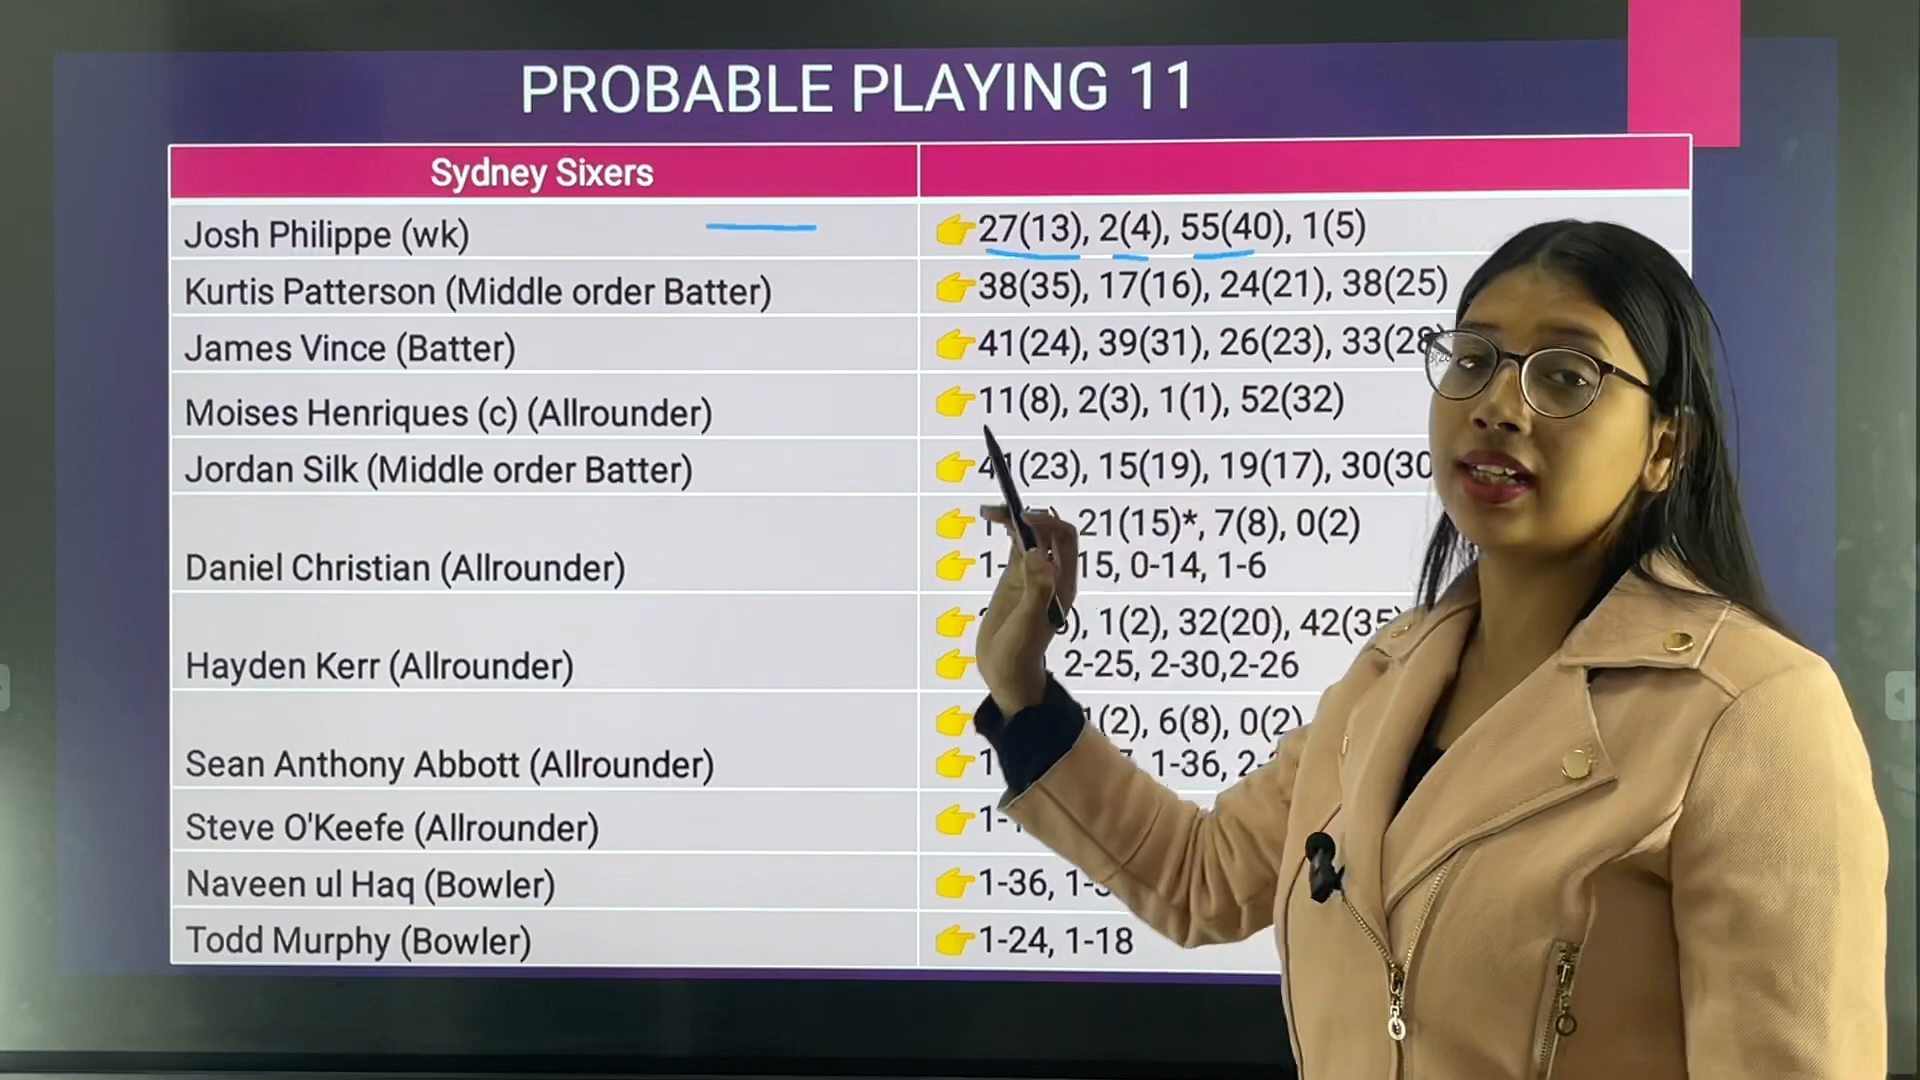 PROBABLE PLAYING 11
Sydney Sixers
Josh Philippe (wk)
27(13), 2(4), 55(40), 1(5)
Kurtis Patterson (Middle order Batter)
38(35), 17(16), 24(21), 38(25)
James Vince (Batter)
41(24), 39(31), 26(23), 33(28)
Moises Henriques (c) (Allrounder)
11(8), 2(3), 1(1), 52(32)
Jordan Silk (Middle order Batter)
41(23), 15(19), 19(17), 30(30
21(15)*, 7(8), 0(2)
Daniel Christian (Allrounder)
15, 0-14, 1-6
1(2), 32(20), 42(35)
Hayden Kerr (Allrounder)
2-25, 2-30,2-26
6(8), 0(2)
Sean Anthony Abbott (Allrounder)
1-36,
Steve O'Keefe (Allrounder)
Naveen ul Haq (Bowler)
1-36,
Todd Murphy (Bowler)
1-24, 1-18